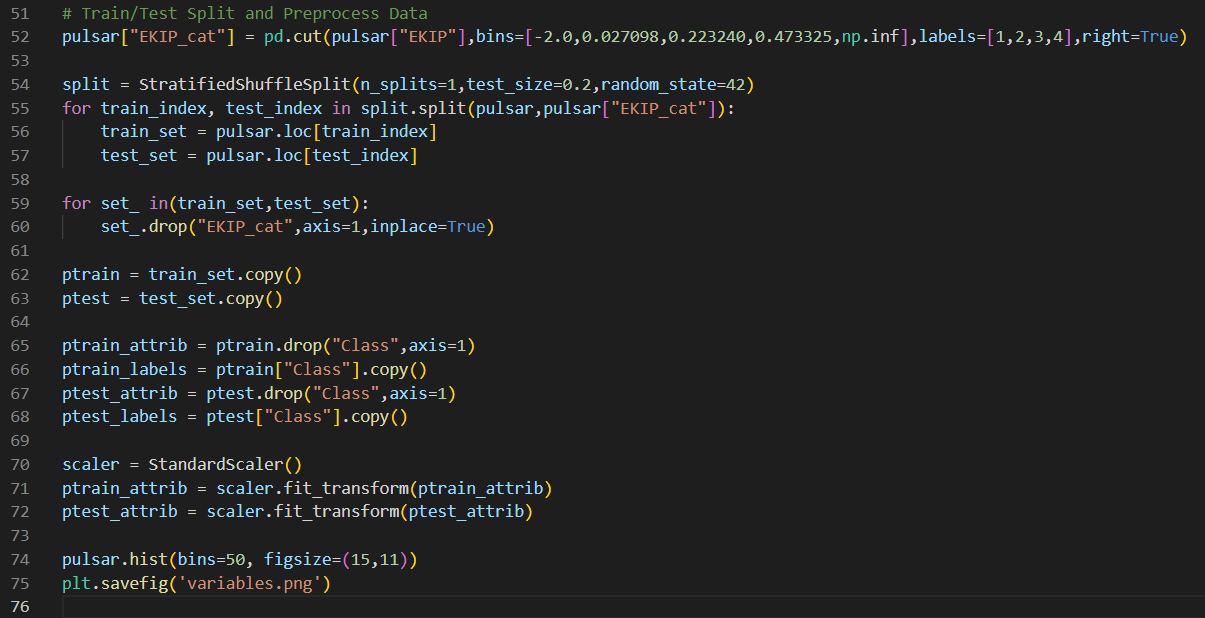 51 # Train/Test Split and Preprocess Data
52 pulsar["EKIP_cat"] = pd.cut(pulsar["EKIP"],bins=[-2.0,0.027098,0.223240,0.473325,np.inf],labels=[1,2,3,4],right=True)
53
54 split = StratifiedShuffleSplit(n_splits=1,test_size=0.2,random_state=42)
55 for train_index, test_index in split.split(pulsar,pulsar["EKIP_cat"]):
56     train_set = pulsar.loc[train_index]
57     test_set = pulsar.loc[test_index]
58
59 for set_ in(train_set,test_set):
60     set_.drop("EKIP_cat",axis=1,inplace=True)
61
62 ptrain = train_set.copy()
63 ptest = test_set.copy()
64
65 ptrain_attrib = ptrain.drop("Class",axis=1)
66 ptrain_labels = ptrain["Class"].copy()
67 ptest_attrib = ptest.drop("Class",axis=1)
68 ptest_labels = ptest["Class"].copy()
69
70 scaler = StandardScaler()
71 ptrain_attrib = scaler.fit_transform(ptrain_attrib)
72 ptest_attrib = scaler.fit_transform(ptest_attrib)
73
74 pulsar.hist(bins=50, figsize=(15,11))
75 plt.savefig('variables.png')
76